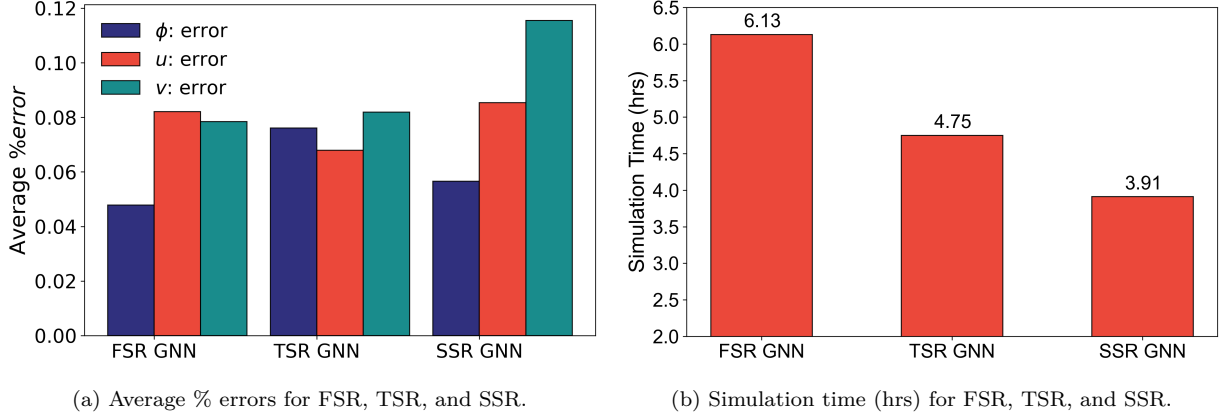 0.12
0.10
0.08
0.06
0.04
0.02
0.00
Average %error
ϕ: error
u: error
v: error
FSR GNN
TSR GNN
SSR GNN
(a) Average % errors for FSR, TSR, and SSR.
6.5
6.0
5.5
5.0
4.5
4.0
3.5
3.0
2.5
2.0
Simulation Time (hrs)
6.13
4.75
3.91
FSR GNN
TSR GNN
SSR GNN
(b) Simulation time (hrs) for FSR, TSR, and SSR.